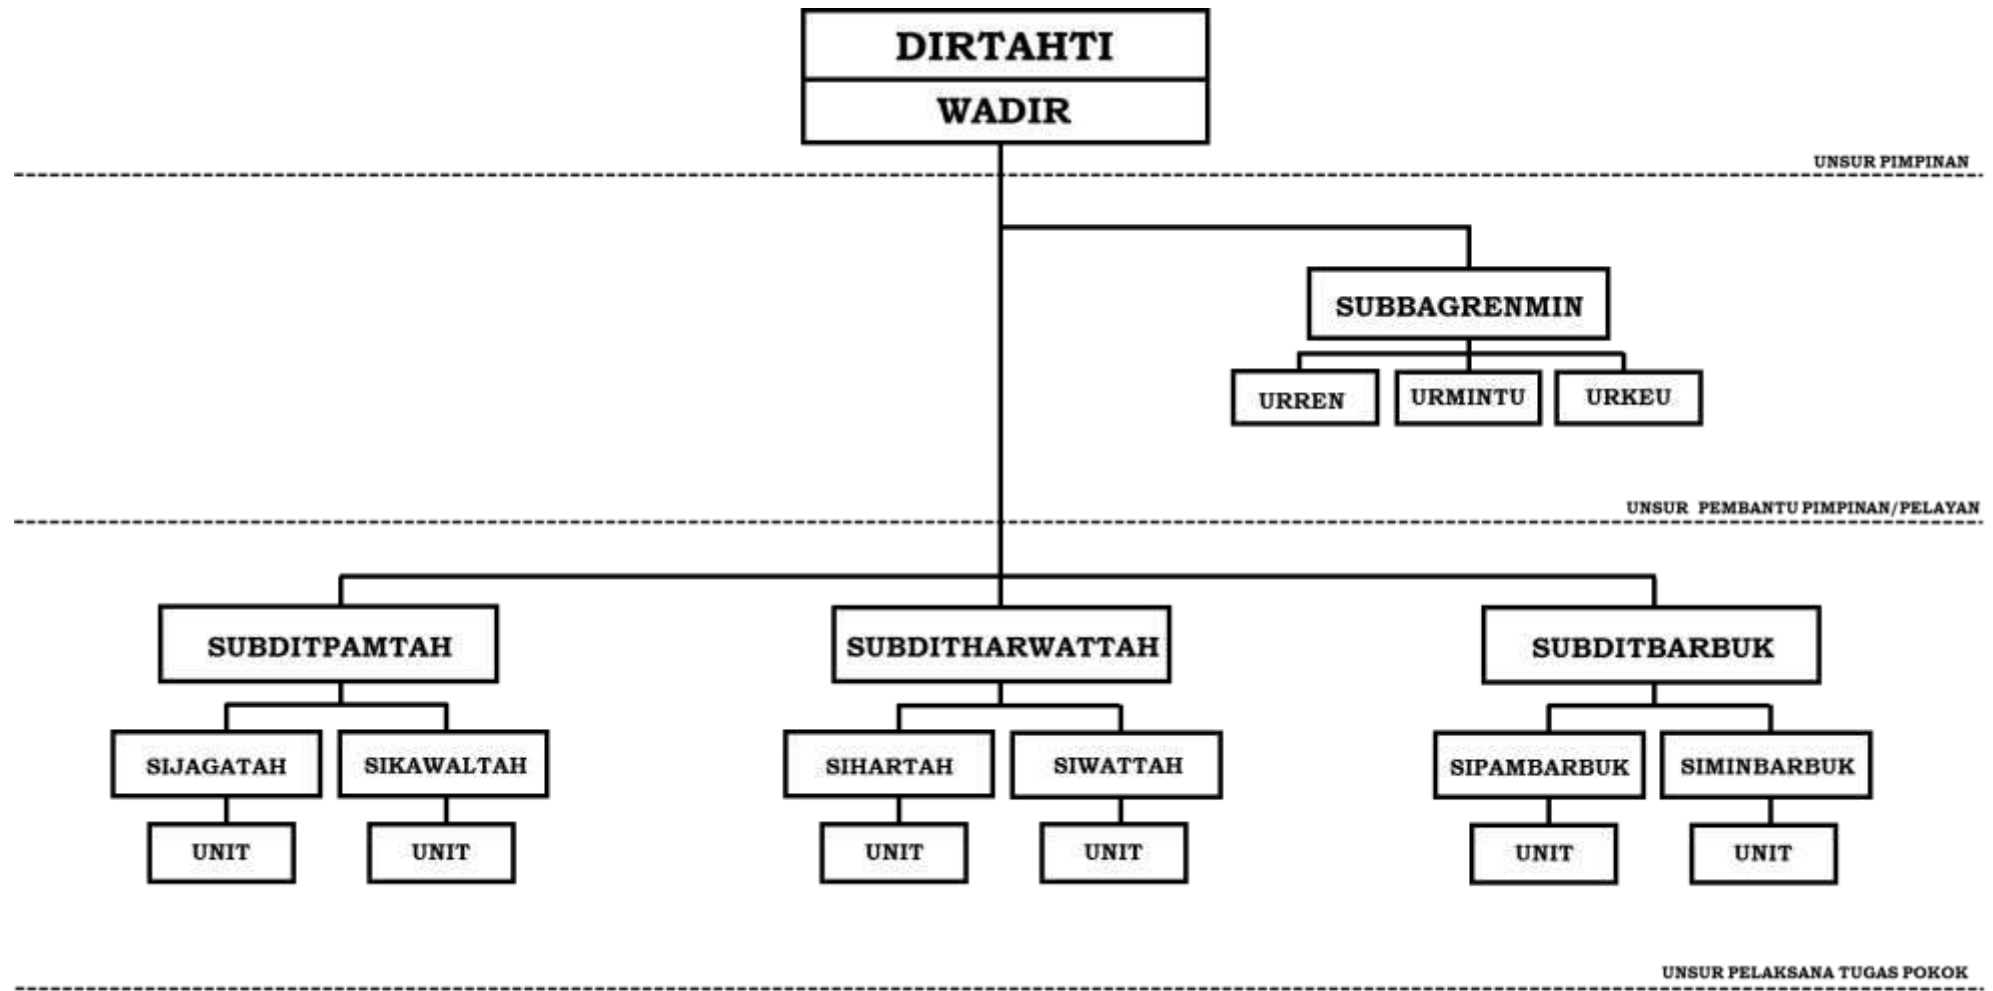 DIRTAHTI
WADIR
UNSUR PIMPINAN
SUBBAGRENMIN
URREN
URMINTU
URKEU
UNSUR PEMBANTU PIMPINAN/PELAYAN
SUBDITPAMTAH
SUBDITHARWATTAH
SUBDITBARBUK
SIJAGATAH
SIKAWALTAH
SIHARTAH
SIWATTAH
SIPAMBARBUK
SIMINBARBUK
UNIT
UNIT
UNIT
UNIT
UNIT
UNIT
UNSUR PELAKSANA TUGAS POKOK